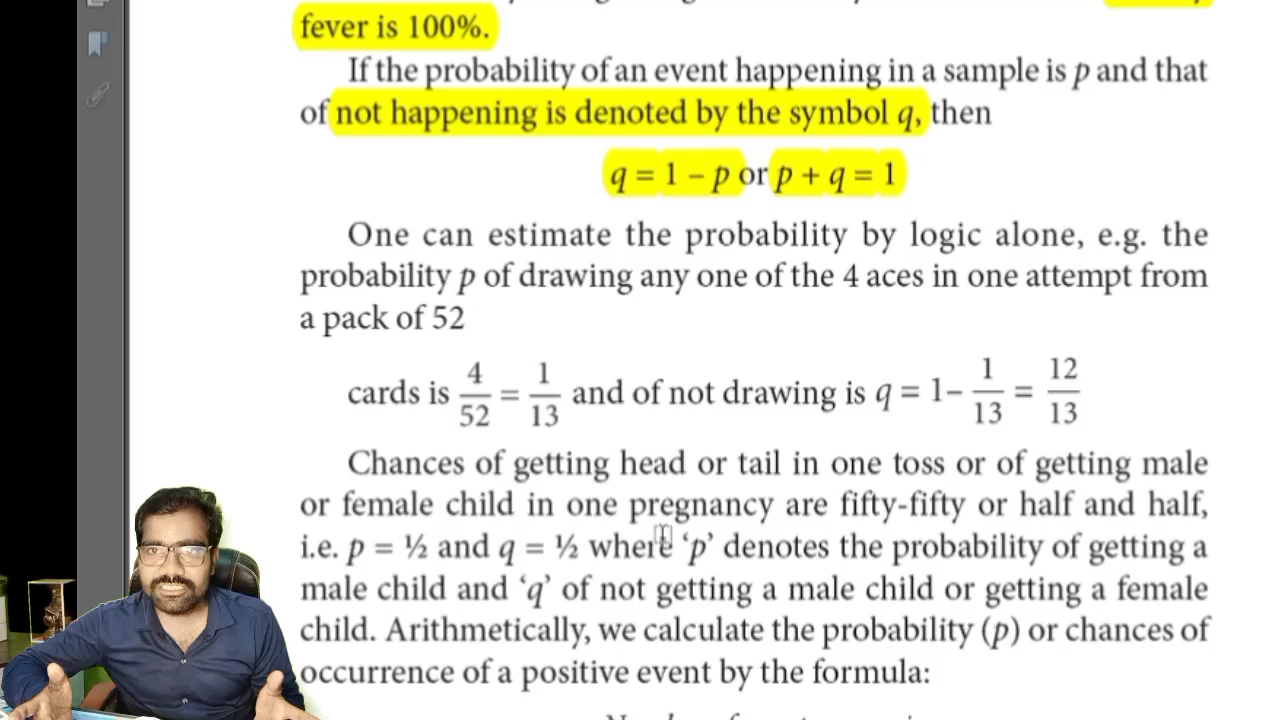 fever is 100%.
If the probability of an event happening in a sample is p and that
of not happening is denoted by the symbol q, then
q = 1 – p or p + q = 1
One can estimate the probability by logic alone, e.g. the
probability p of drawing any one of the 4 aces in one attempt from
a pack of 52
cards is 4/52 = 1/13 and of not drawing is q = 1– 1/13 = 12/13
Chances of getting head or tail in one toss or of getting male
or female child in one pregnancy are fifty-fifty or half and half,
i.e. p = ½ and q = ½ where ‘p’ denotes the probability of getting a
male child and ‘q’ of not getting a male child or getting a female
child. Arithmetically, we calculate the probability (p) or chances of
occurrence of a positive event by the formula: